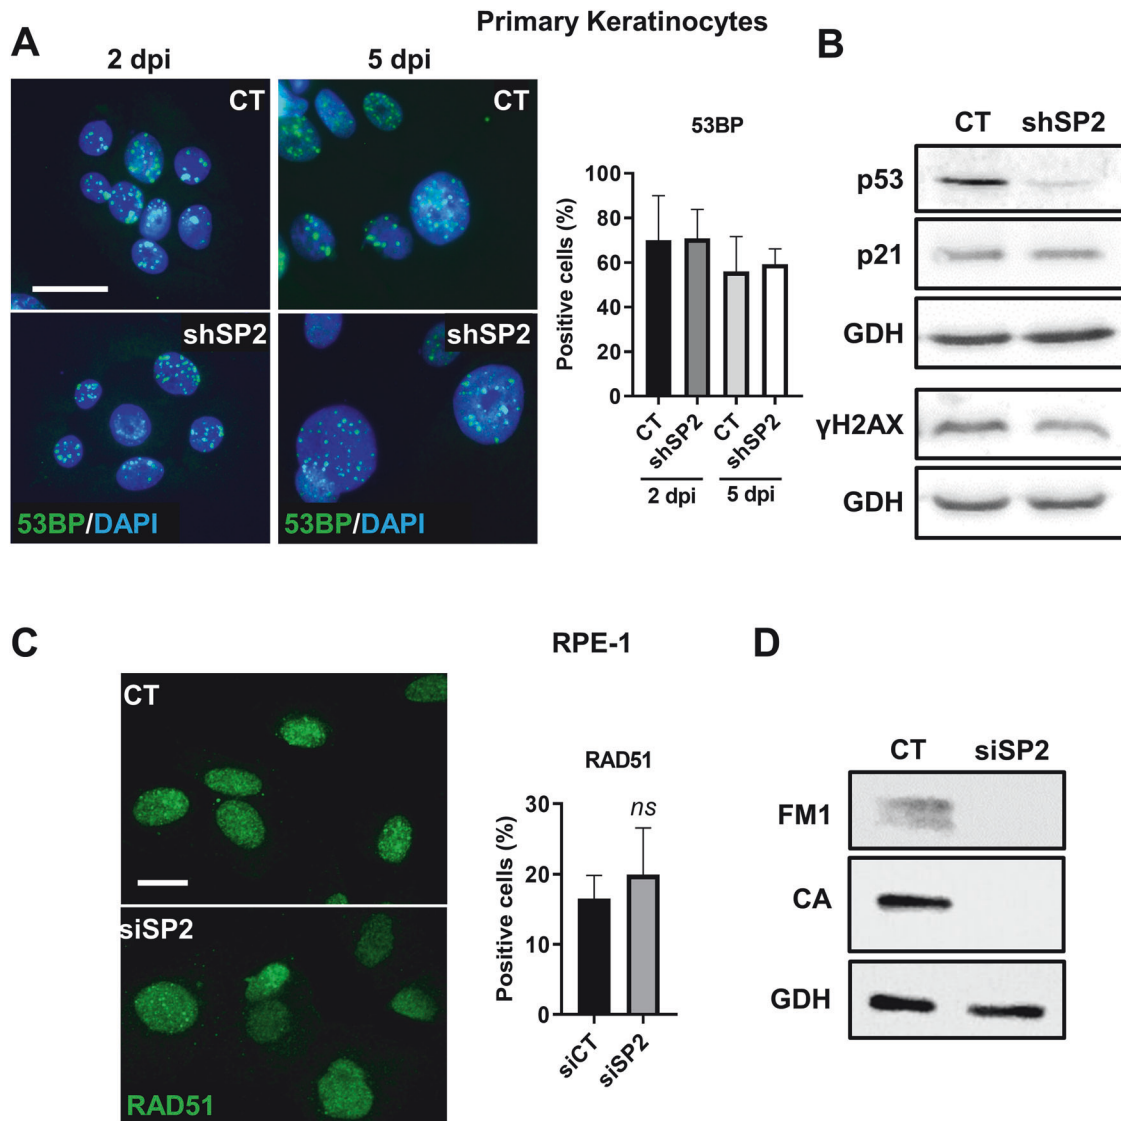 Primary Keratinocytes
A
2 dpi
5 dpi
CT
CT
shSP2
shSP2
53BP/DAPI
53BP/DAPI
53BP
Positive cells (%)
100
80
60
40
20
0
CT
shSP2
CT
shSP2
2 dpi
5 dpi
B
CT
shSP2
p53
p21
GDH
γH2AX
GDH
C
RPE-1
CT
siSP2
RAD51
RAD51
Positive cells (%)
30
20
10
0
ns
siCT
siSP2
D
CT
siSP2
FM1
CA
GDH